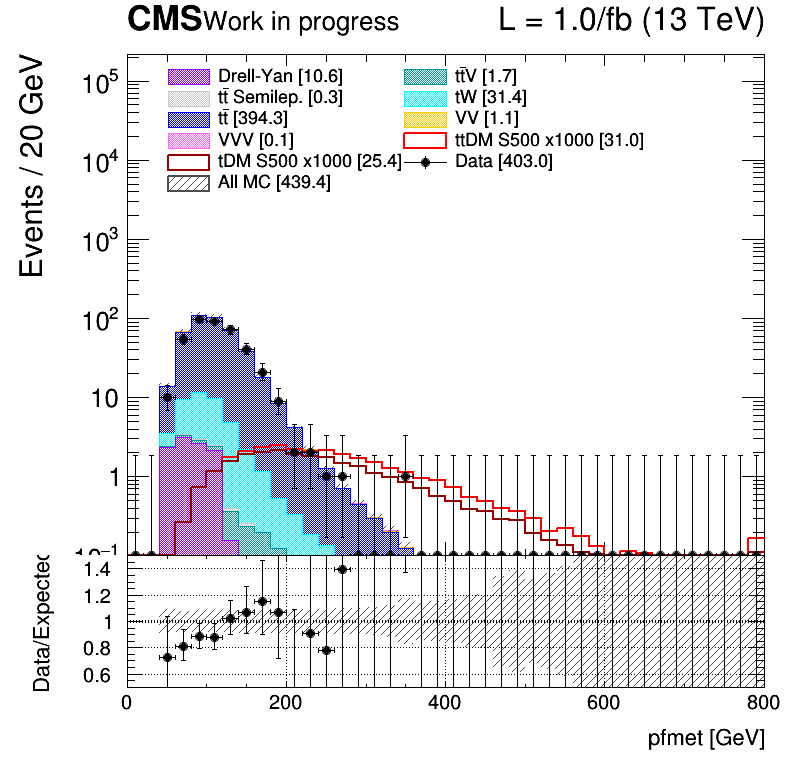 CMS Work in progress L = 1.0/fb (13 TeV)
Events / 20 GeV
Drell-Yan [10.6] tt̄V [1.7]
tt̄ Semilep. [0.3] tW [31.4]
tt̄ [394.3] VV [1.1]
VVV [0.1] ttDM S500 x1000 [31.0]
tDM S500 x1000 [25.4] Data [403.0]
All MC [439.4]
10⁵
10⁴
10³
10²
10
1
10⁻¹
Data/Expected
1.4
1.2
1
0.8
0.6
0 200 400 600 800
pfmet [GeV]